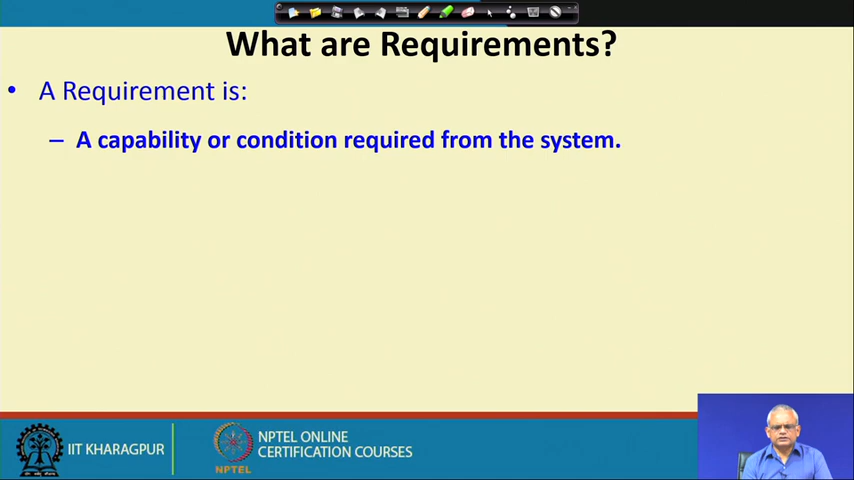 What are Requirements?
• A Requirement is:
– A capability or condition required from the system.
IIT KHARAGPUR
NPTEL ONLINE
CERTIFICATION COURSES
NPTEL